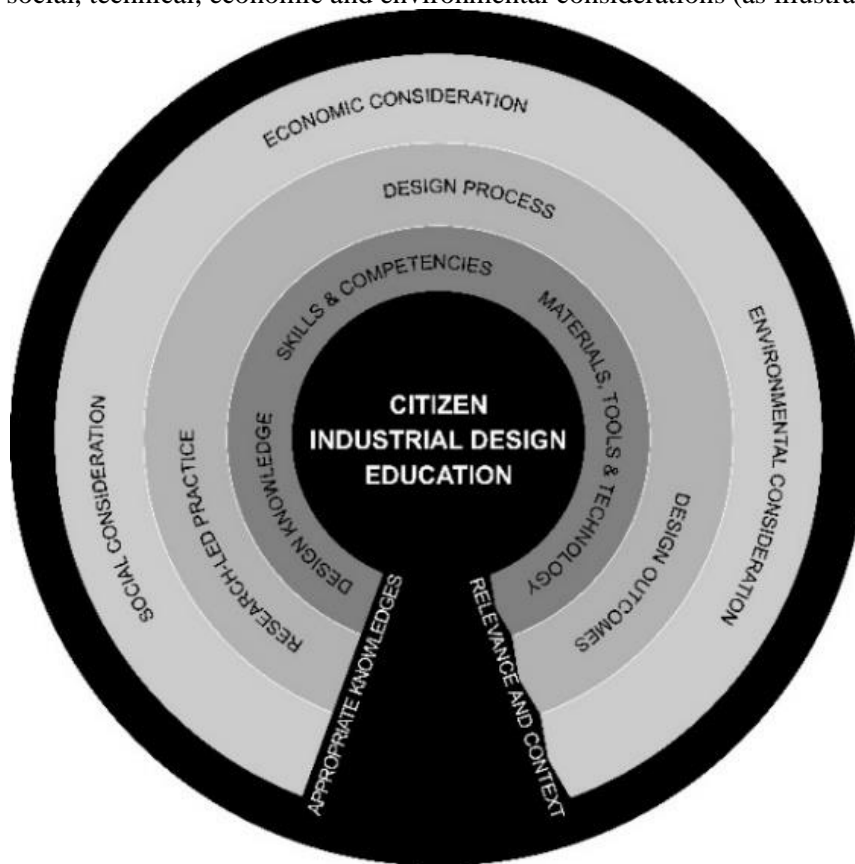 social, technical, economic and environmental considerations (as
ECONOMIC CONSIDERATION
DESIGN PROCESS
SKILLS & COMPETENCIES
MATERIALS, TOOLS & TECHNOLOGY
ENVIRONMENTAL CONSIDERATION
CITIZEN
INDUSTRIAL DESIGN
EDUCATION
SOCIAL CONSIDERATION
RESEARCH-LED PRACTICE
DESIGN KNOWLEDGE
DESIGN OUTCOMES
APPROPRIATE KNOWLEDGES
RELEVANCE AND CONTEXT